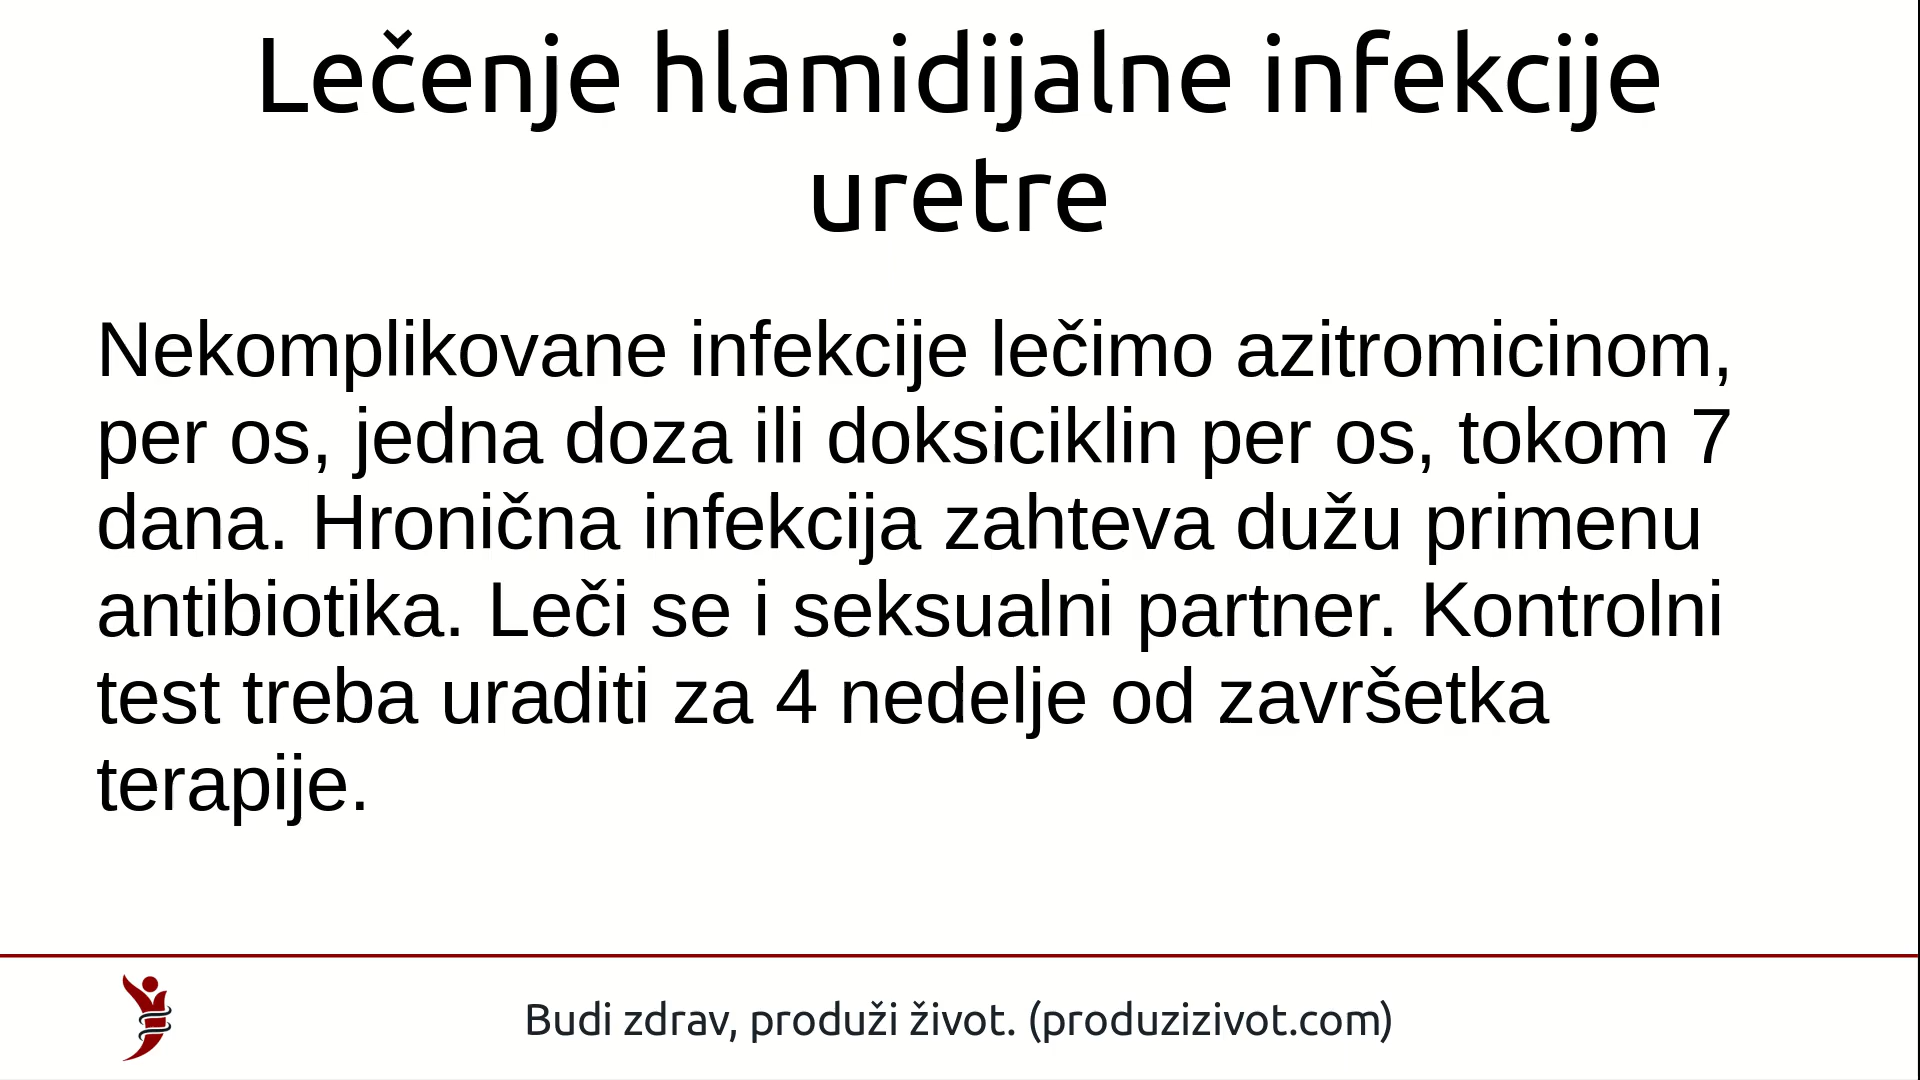 Lečenje hlamidijalne infekcije
uretre
Nekomplikovane infekcije lečimo azitromicinom,
per os, jedna doza ili doksiciklin per os, tokom 7
dana. Hronična infekcija zahteva dužu primenu
antibiotika. Leči se i seksualni partner. Kontrolni
test treba uraditi za 4 nedelje od završetka
terapije.
Budi zdrav, produži život. (produzizivot.com)